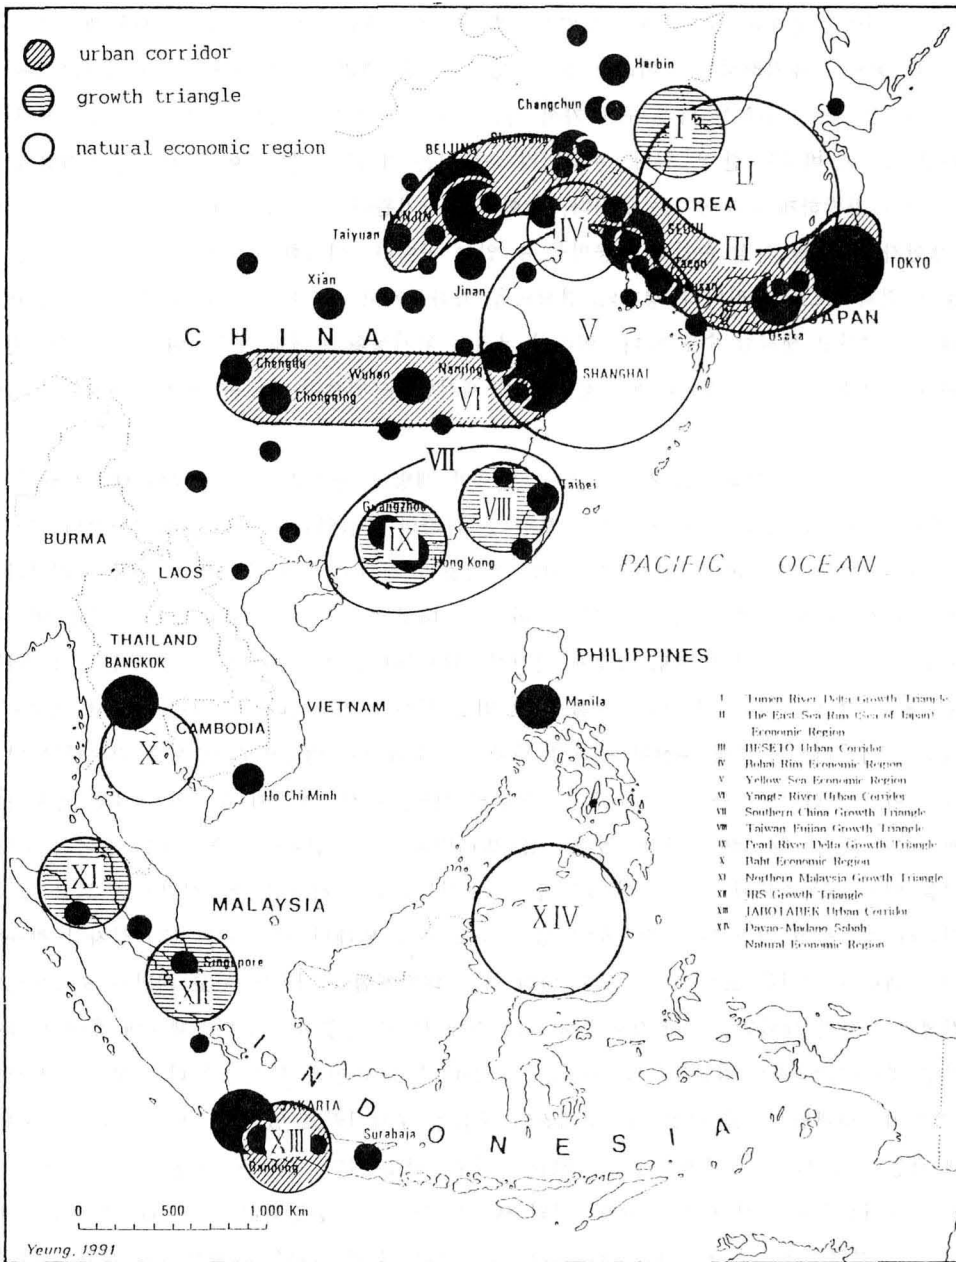 urban corridor
growth triangle
natural economic region
Harbin
Changchun
Shenyang
BEIJING
TIANJIN
Taiyuan
Xian
Jinan
I
II
KOREA
SEOUL
III
IV
Taegu
TOKYO
JAPAN
Osaka
V
CHINA
Chengdu
Chongqing
Wuhan
Nanjing
VI
SHANGHAI
VII
VIII
Taibei
Guangzhou
IX
Hong Kong
PACIFIC OCEAN
BURMA
LAOS
THAILAND
BANGKOK
CAMBODIA
VIETNAM
X
Ho Chi Minh
PHILIPPINES
Manila
XI
MALAYSIA
Singapore
XII
XIV
INDONESIA
JAKARTA
XIII
Bandung
Surabaja
I Tumen River Delta Growth Triangle
II The East Sea Rim (Sea of Japan)
Economic Region
III BESETO Urban Corridor
IV Bohai Rim Economic Region
V Yellow Sea Economic Region
VI Yangtz River Urban Corridor
VII Southern China Growth Triangle
VIII Taiwan Fujian Growth Triangle
IX Pearl River Delta Growth Triangle
X Baht Economic Region
XI Northern Malaysia Growth Triangle
XII Growth Triangle
XIII JABOTABEK Urban Corridor
XIV Sabah
Natural Economic Region
0 500 1.000 Km
Yeung, 1991